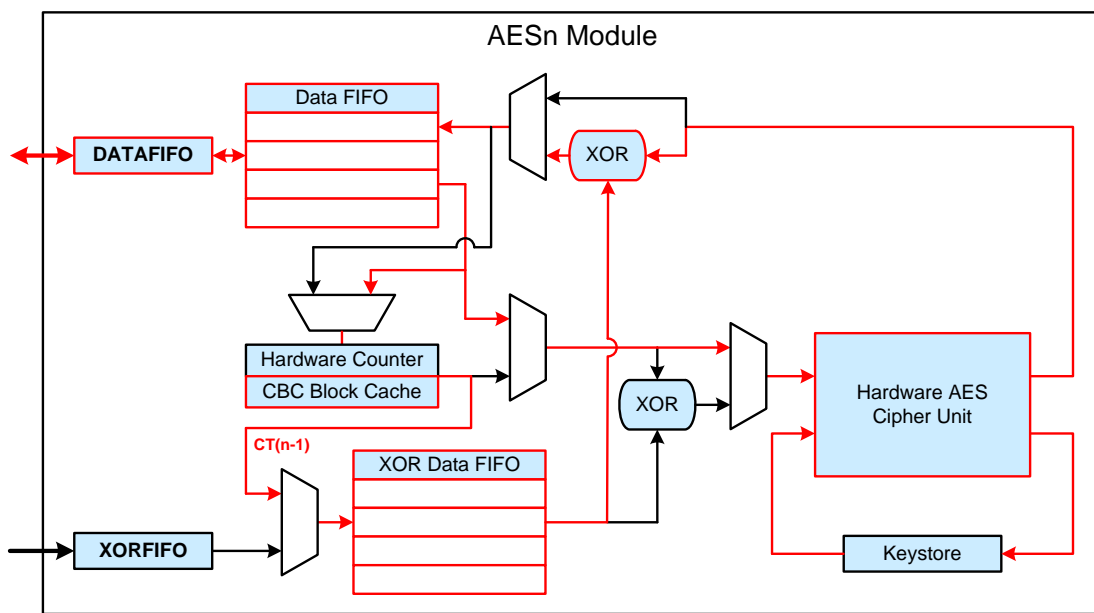 AESn Module
Data FIFO
DATAFIFO
XOR
Hardware Counter
CBC Block Cache
XOR
Hardware AES
Cipher Unit
CT(n-1)
XOR Data FIFO
XORFIFO
Keystore